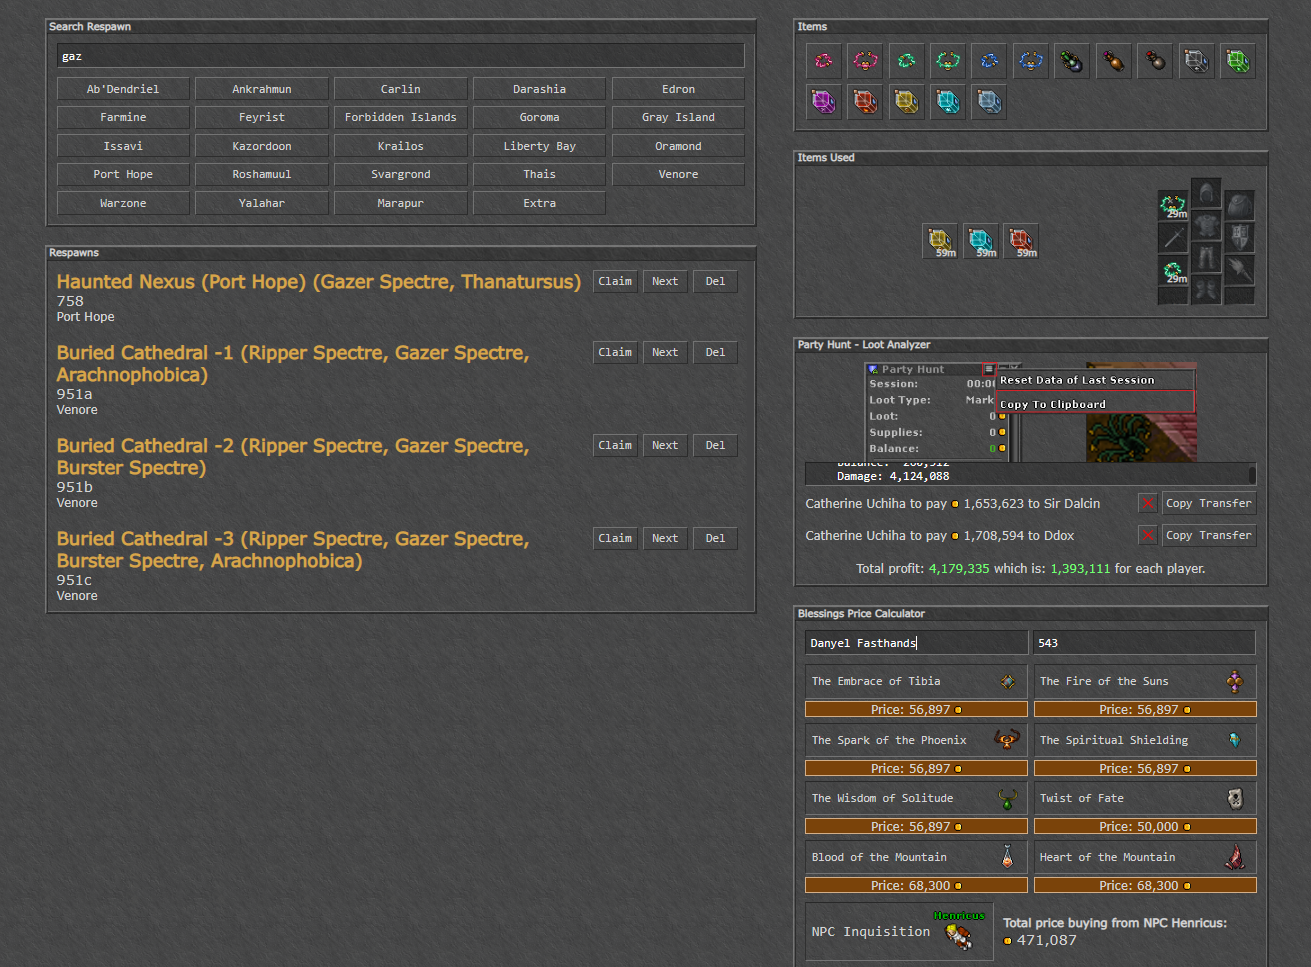 Search Respawn
gaz
Ab'Dendriel Ankrahmun Carlin Darashia Edron
Farmine Feyrist Forbidden Islands Goroma Gray Island
Issavi Kazordoon Krailos Liberty Bay Oramond
Port Hope Roshamuul Svargrond Thais Venore
Warzone Yalahar Marapur Extra
Respawns
Haunted Nexus (Port Hope) (Gazer Spectre, Thanatursus) Claim Next Del
758
Port Hope
Buried Cathedral -1 (Ripper Spectre, Gazer Spectre, Claim Next Del
Arachnophobica)
951a
Venore
Buried Cathedral -2 (Ripper Spectre, Gazer Spectre, Claim Next Del
Burster Spectre)
951b
Venore
Buried Cathedral -3 (Ripper Spectre, Gazer Spectre, Claim Next Del
Burster Spectre, Arachnophobica)
951c
Venore
Items
Items Used
29m
59m 59m 59m
29m
Party Hunt - Loot Analyzer
Party Hunt
Reset Data of Last Session
Session: 00:00
Loot Type: Mark
Copy To Clipboard
Loot: 0
Supplies: 0
Balance: 0
Balance: 260,512
Damage: 4,124,088
Catherine Uchiha to pay 1,653,623 to Sir Dalcin Copy Transfer
Catherine Uchiha to pay 1,708,594 to Ddox Copy Transfer
Total profit: 4,179,335 which is: 1,393,111 for each player.
Blessings Price Calculator
Danyel Fasthands 543
The Embrace of Tibia The Fire of the Suns
Price: 56,897 Price: 56,897
The Spark of the Phoenix The Spiritual Shielding
Price: 56,897 Price: 56,897
The Wisdom of Solitude Twist of Fate
Price: 56,897 Price: 50,000
Blood of the Mountain Heart of the Mountain
Price: 68,300 Price: 68,300
Henricus
NPC Inquisition
Total price buying from NPC Henricus:
471,087